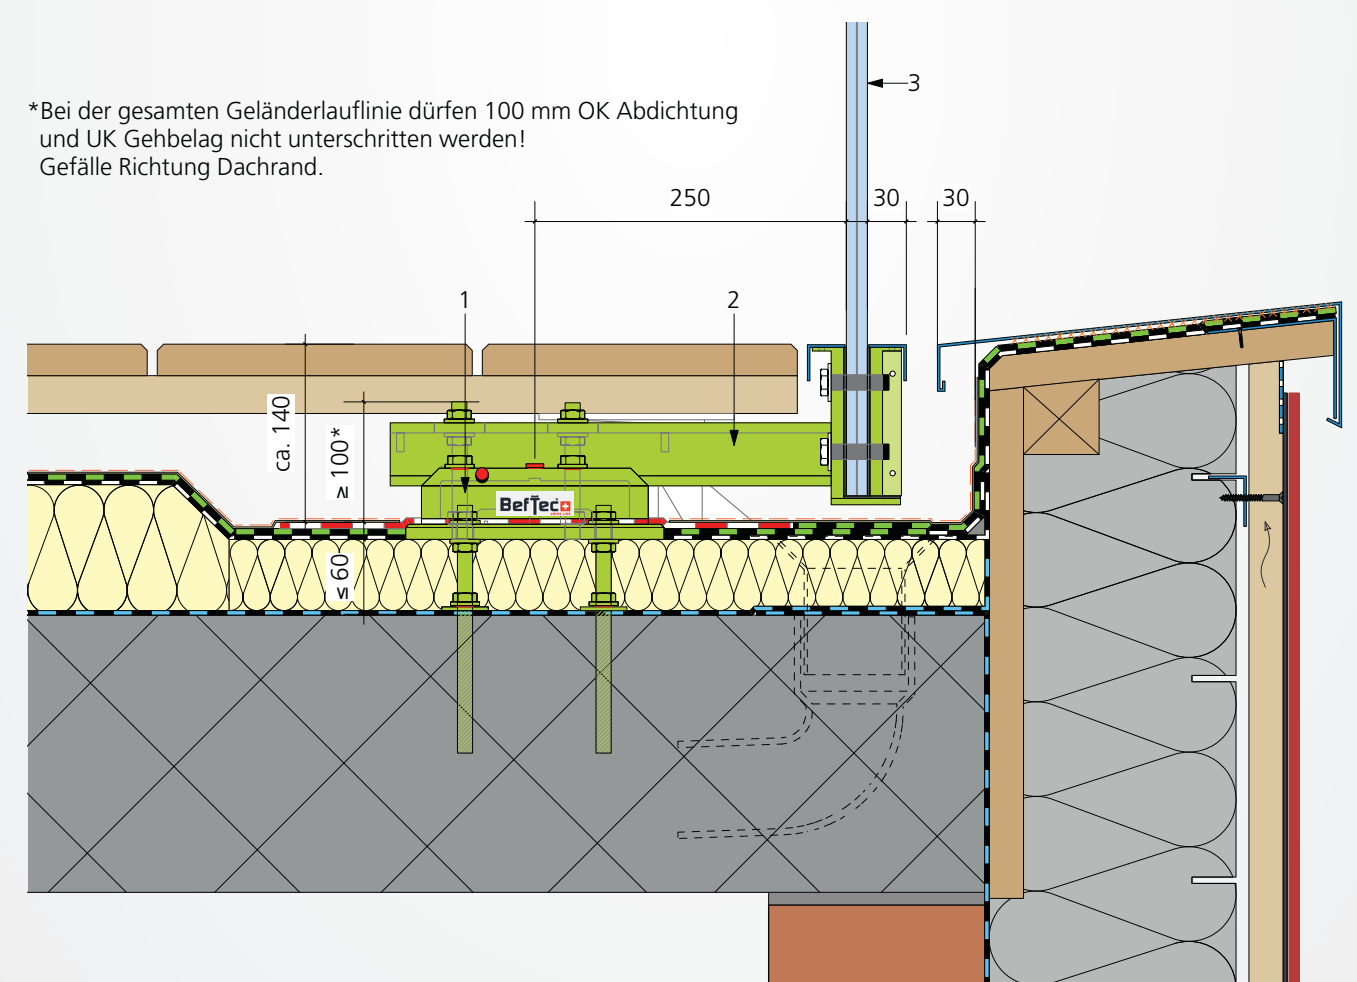 *Bei der gesamten Geländerlauflinie dürfen 100 mm OK Abdichtung
und UK Gehbelag nicht unterschritten werden!
Gefälle Richtung Dachrand.
3
250
30
30
1
2
ca. 140
≥ 100*
BefTec
≤ 60